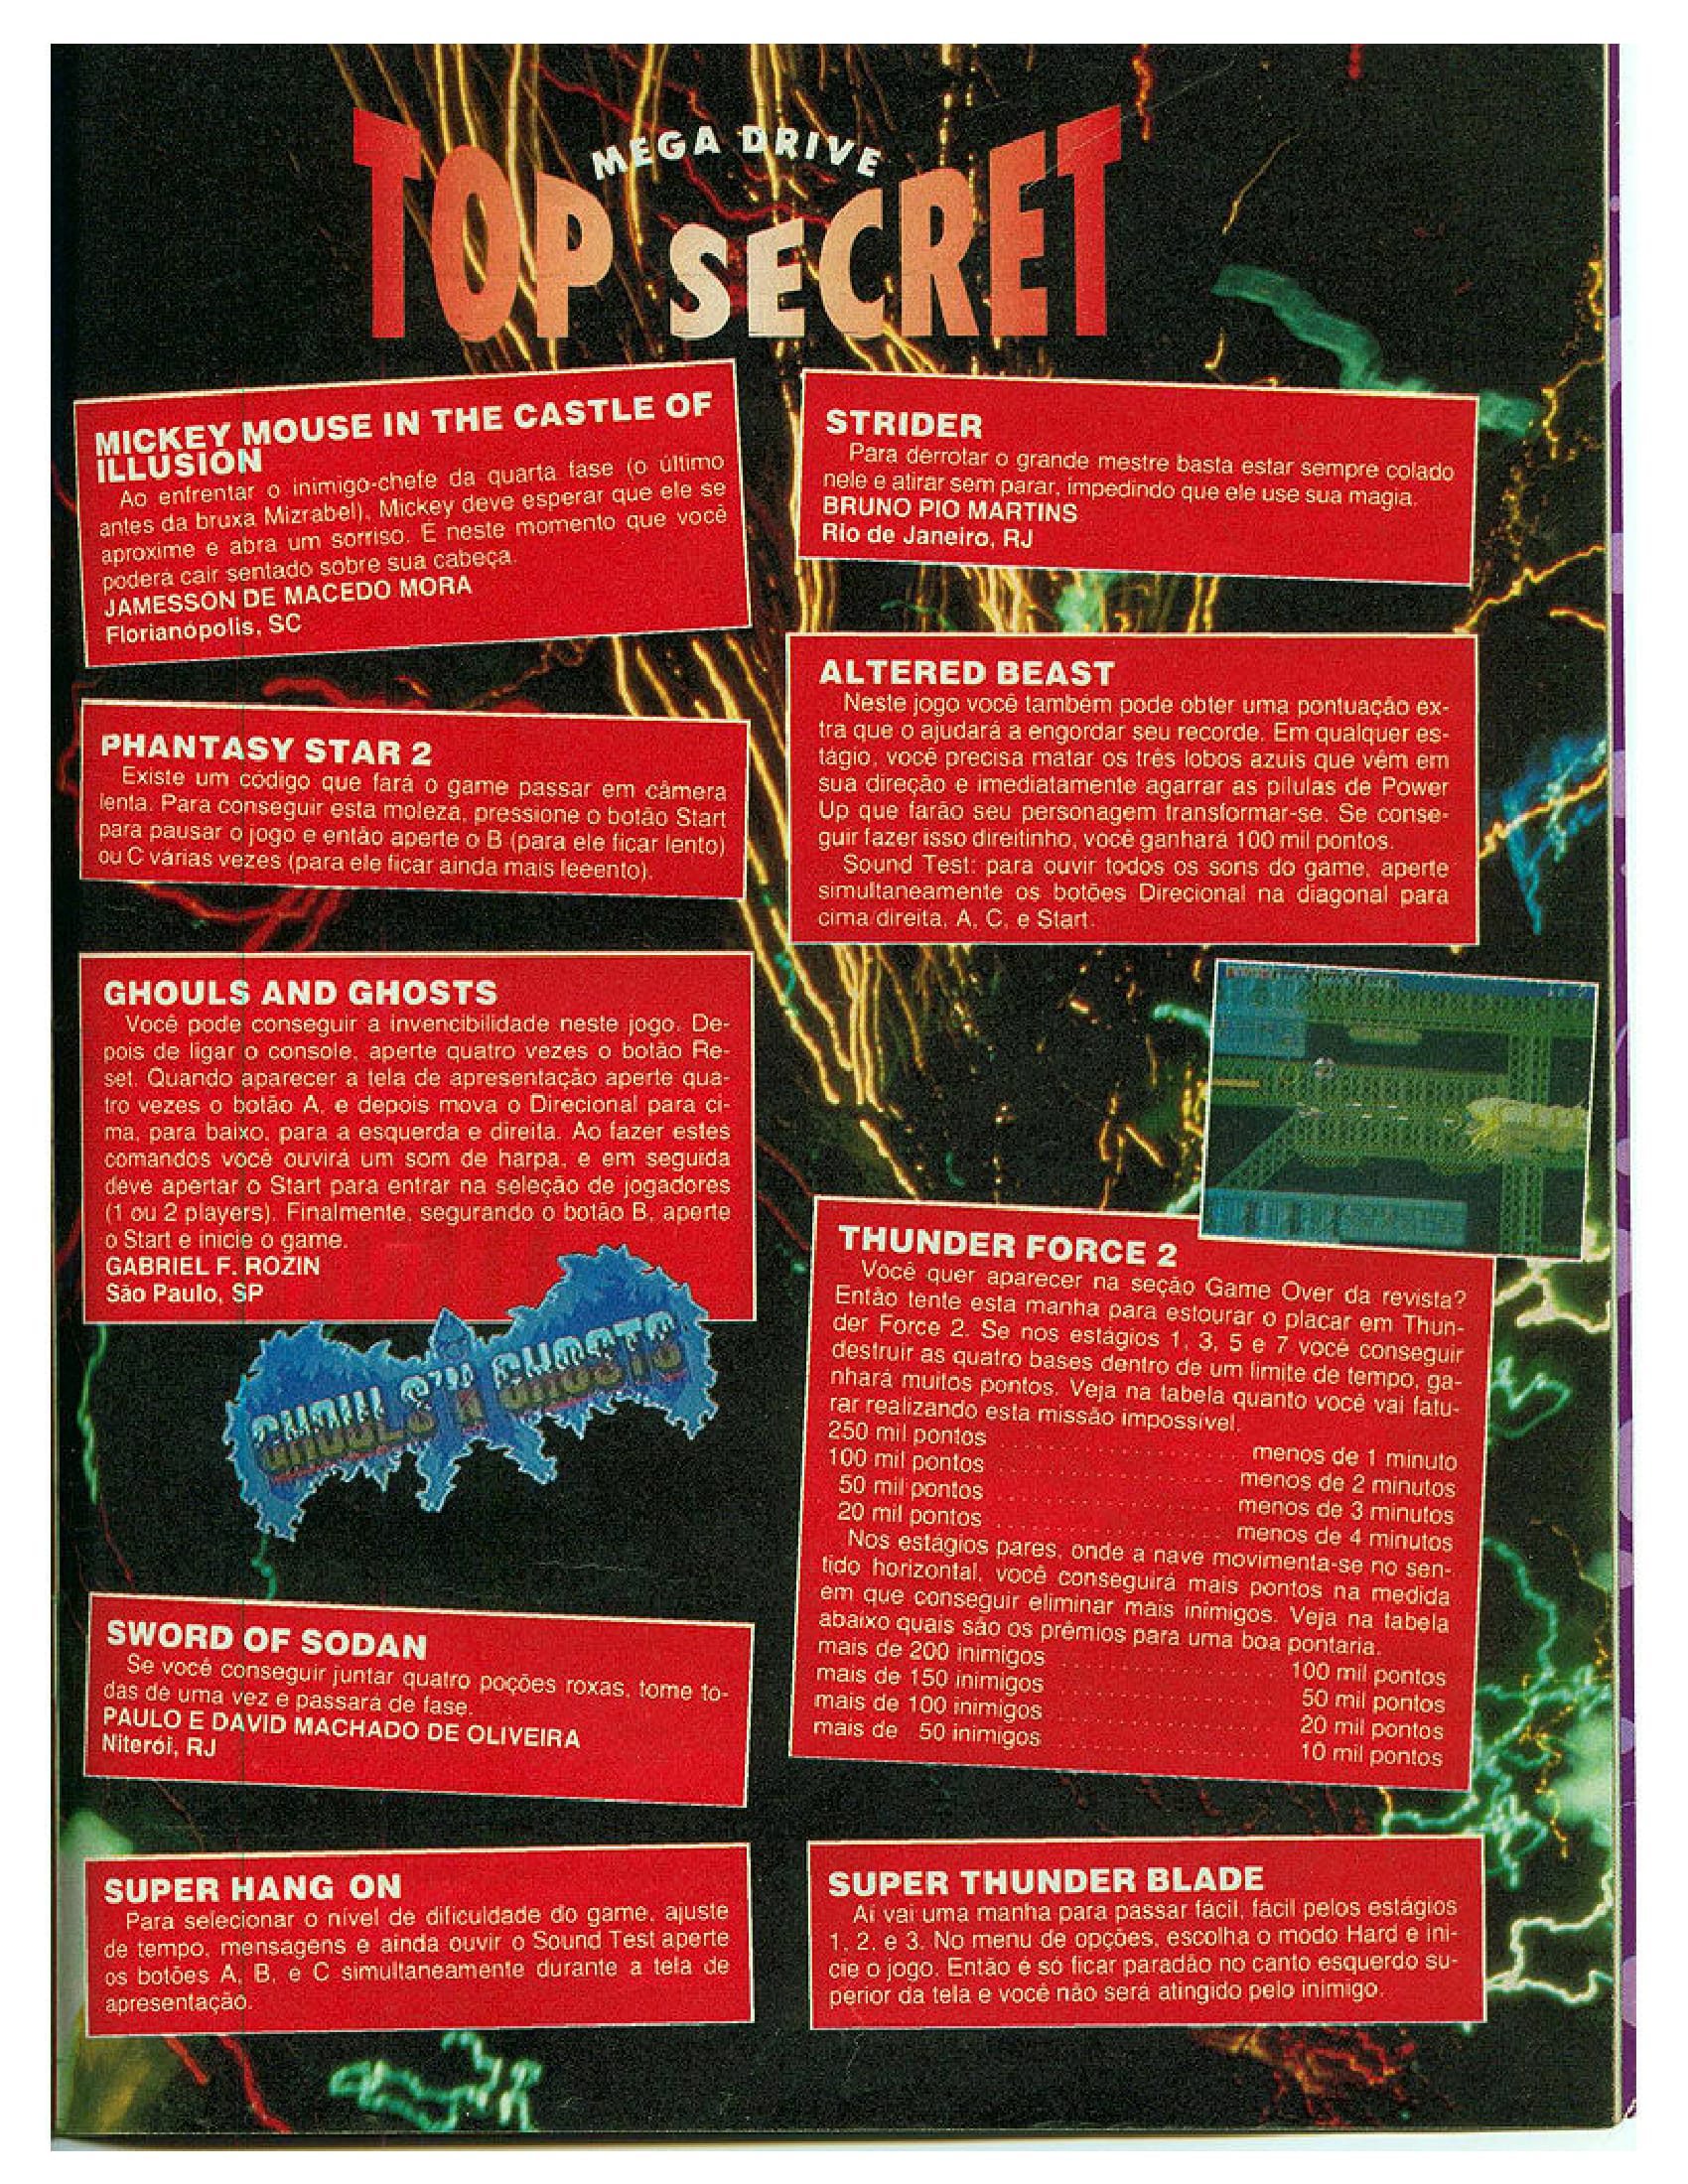 MEGA DRIVE
TOP SECRET
MICKEY MOUSE IN THE CASTLE OF
ILLUSION
Ao enfrentar o inimigo-chefe da quarta fase (o último
antes da bruxa Mizrabel), Mickey deve esperar que ele se
aproxime e abra um sorriso. É neste momento que você
poderá cair sentado sobre sua cabeça.
JAMESSON DE MACEDO MORA
Florianópolis, SC
PHANTASY STAR 2
Existe um código que fará o game passar em câmera
lenta. Para conseguir esta moleza, pressione o botão Start
para pausar o jogo e então aperte o B (para ele ficar lento)
ou C várias vezes (para ele ficar ainda mais leeento).
GHOULS AND GHOSTS
Você pode conseguir a invencibilidade neste jogo. De-
pois de ligar o console, aperte quatro vezes o botão Re-
set. Quando aparecer a tela de apresentação aperte qua-
tro vezes o botão A, e depois mova o Direcional para ci-
ma, para baixo, para a esquerda e direita. Ao fazer estes
comandos você ouvirá um som de harpa, e em seguida
deve apertar o Start para entrar na seleção de jogadores
(1 ou 2 players). Finalmente, segurando o botão B, aperte
o Start e inicie o game.
GABRIEL F. ROZIN
São Paulo, SP
GHOULS'N GHOSTS
SWORD OF SODAN
Se você conseguir juntar quatro poções roxas, tome to-
das de uma vez e passará de fase.
PAULO E DAVID MACHADO DE OLIVEIRA
Niterói, RJ
SUPER HANG ON
Para selecionar o nível de dificuldade do game, ajuste
de tempo, mensagens e ainda ouvir o Sound Test aperte
os botões A, B, e C simultaneamente durante a tela de
apresentação.
STRIDER
Para derrotar o grande mestre basta estar sempre colado
nele e atirar sem parar, impedindo que ele use sua magia.
BRUNO PIO MARTINS
Rio de Janeiro, RJ
ALTERED BEAST
Neste jogo você também pode obter uma pontuação ex-
tra que o ajudará a engordar seu recorde. Em qualquer es-
tágio, você precisa matar os três lobos azuis que vêm em
sua direção e imediatamente agarrar as pílulas de Power
Up que farão seu personagem transformar-se. Se conse-
guir fazer isso direitinho, você ganhará 100 mil pontos.
Sound Test: para ouvir todos os sons do game, aperte
simultaneamente os botões Direcional na diagonal para
cima direita, A, C, e Start.
THUNDER FORCE 2
Você quer aparecer na seção Game Over da revista?
Então tente esta manha para estourar o placar em Thun-
der Force 2. Se nos estágios 1, 3, 5 e 7 você conseguir
destruir as quatro bases dentro de um limite de tempo, ga-
nhará muitos pontos. Veja na tabela quanto você vai fatu-
rar realizando esta missão impossível.
250 mil pontos ........................ menos de 1 minuto
100 mil pontos ........................ menos de 2 minutos
50 mil pontos ........................ menos de 3 minutos
20 mil pontos ........................ menos de 4 minutos
Nos estágios pares, onde a nave movimenta-se no sen-
tido horizontal, você conseguirá mais pontos na medida
em que conseguir eliminar mais inimigos. Veja na tabela
abaixo quais são os prêmios para uma boa pontaria.
mais de 200 inimigos ........................ 100 mil pontos
mais de 150 inimigos ........................ 50 mil pontos
mais de 100 inimigos ........................ 20 mil pontos
mais de 50 inimigos ........................ 10 mil pontos
SUPER THUNDER BLADE
Aí vai uma manha para passar fácil, fácil pelos estágios
1, 2, e 3. No menu de opções, escolha o modo Hard e ini-
cie o jogo. Então é só ficar paradão no canto esquerdo su-
perior da tela e você não será atingido pelo inimigo.